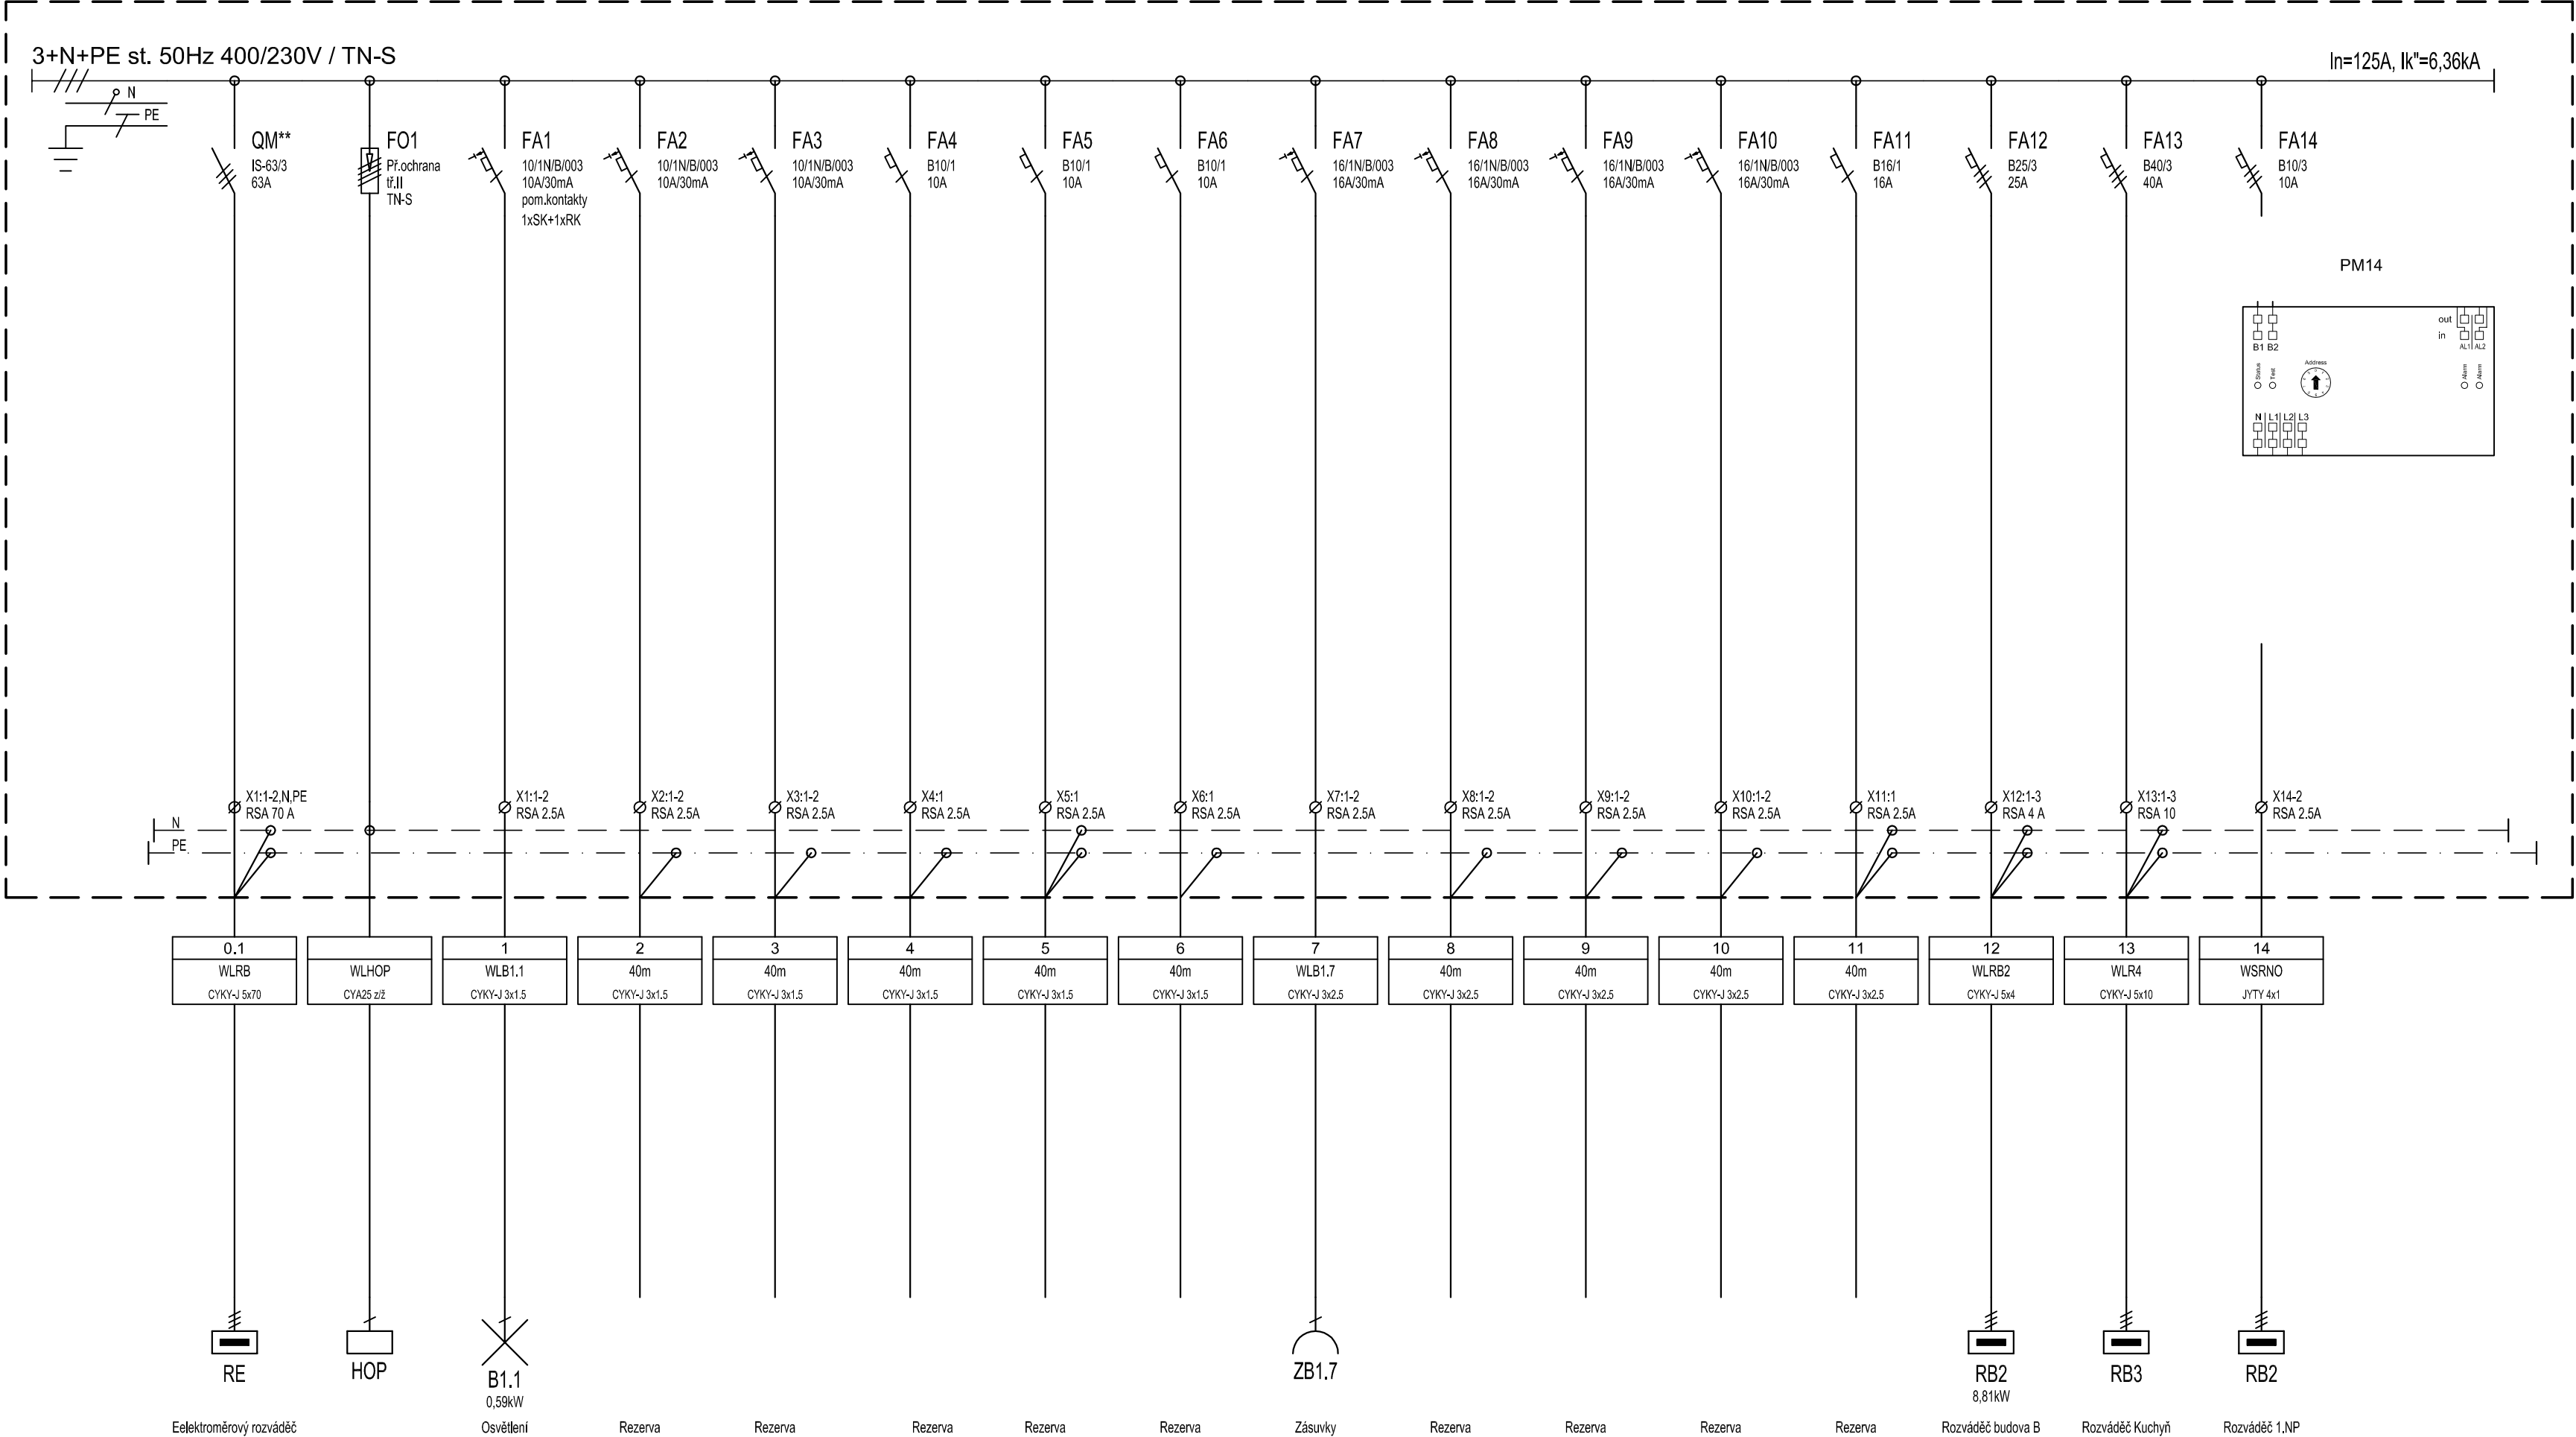 3+N+PE st. 50Hz 400/230V / TN-S
In=125A, Ik"=6,36kA
N
PE
QM**
IS-63/3
63A
FO1
Př.ochrana
tř.II
TN-S
FA1
10/1N/B/003
10A/30mA
pom.kontakty
1xSK+1xRK
FA2
10/1N/B/003
10A/30mA
FA3
10/1N/B/003
10A/30mA
FA4
B10/1
10A
FA5
B10/1
10A
FA6
B10/1
10A
FA7
16/1N/B/003
16A/30mA
FA8
16/1N/B/003
16A/30mA
FA9
16/1N/B/003
16A/30mA
FA10
16/1N/B/003
16A/30mA
FA11
B16/1
16A
FA12
B25/3
25A
FA13
B40/3
40A
FA14
B10/3
10A
PM14
out
in
B1 B2
AL1 AL2
Status
Test
Address
Alarm
Alarm
N L1 L2 L3
X1:1-2,N,PE
RSA 70 A
X1:1-2
RSA 2.5A
X2:1-2
RSA 2.5A
X3:1-2
RSA 2.5A
X4:1
RSA 2.5A
X5:1
RSA 2.5A
X6:1
RSA 2.5A
X7:1-2
RSA 2.5A
X8:1-2
RSA 2.5A
X9:1-2
RSA 2.5A
X10:1-2
RSA 2.5A
X11:1
RSA 2.5A
X12:1-3
RSA 4 A
X13:1-3
RSA 10
X14-2
RSA 2.5A
N
PE
0.1
WLRB
CYKY-J 5x70
WLHOP
CYA25 z/ž
1
WLB1.1
CYKY-J 3x1.5
2
40m
CYKY-J 3x1.5
3
40m
CYKY-J 3x1.5
4
40m
CYKY-J 3x1.5
5
40m
CYKY-J 3x1.5
6
40m
CYKY-J 3x1.5
7
WLB1.7
CYKY-J 3x2.5
8
40m
CYKY-J 3x2.5
9
40m
CYKY-J 3x2.5
10
40m
CYKY-J 3x2.5
11
40m
CYKY-J 3x2.5
12
WLRB2
CYKY-J 5x4
13
WLR4
CYKY-J 5x10
14
WSRNO
JYTY 4x1
RE
Eelektroměrový rozváděč
HOP
B1.1
0,59kW
Osvětlení
Rezerva
Rezerva
Rezerva
Rezerva
Rezerva
ZB1.7
Zásuvky
Rezerva
Rezerva
Rezerva
Rezerva
RB2
8,81kW
Rozváděč budova B
RB3
Rozváděč Kuchyň
RB2
Rozváděč 1.NP